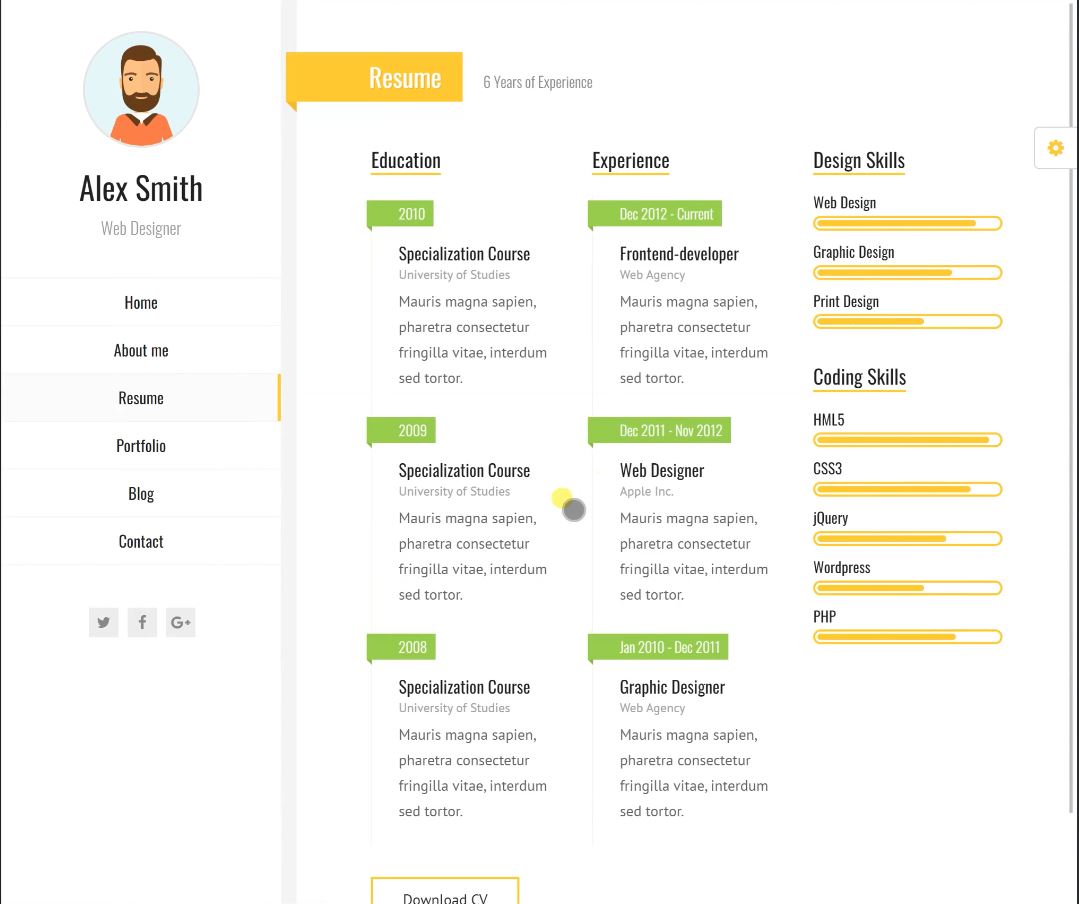 Alex Smith
Web Designer
Home
About me
Resume
Portfolio
Blog
Contact
G+
Resume
6 Years of Experience
Education
2010
Specialization Course
University of Studies
Mauris magna sapien,
pharetra consectetur
fringilla vitae, interdum
sed tortor.
2009
Specialization Course
University of Studies
Mauris magna sapien,
pharetra consectetur
fringilla vitae, interdum
sed tortor.
2008
Specialization Course
University of Studies
Mauris magna sapien,
pharetra consectetur
fringilla vitae, interdum
sed tortor.
Experience
Dec 2012 - Current
Frontend-developer
Web Agency
Mauris magna sapien,
pharetra consectetur
fringilla vitae, interdum
sed tortor.
Dec 2011 - Nov 2012
Web Designer
Apple Inc.
Mauris magna sapien,
pharetra consectetur
fringilla vitae, interdum
sed tortor.
Jan 2010 - Dec 2011
Graphic Designer
Web Agency
Mauris magna sapien,
pharetra consectetur
fringilla vitae, interdum
sed tortor.
Design Skills
Web Design
Graphic Design
Print Design
Coding Skills
HML5
CSS3
jQuery
Wordpress
PHP
Download CV